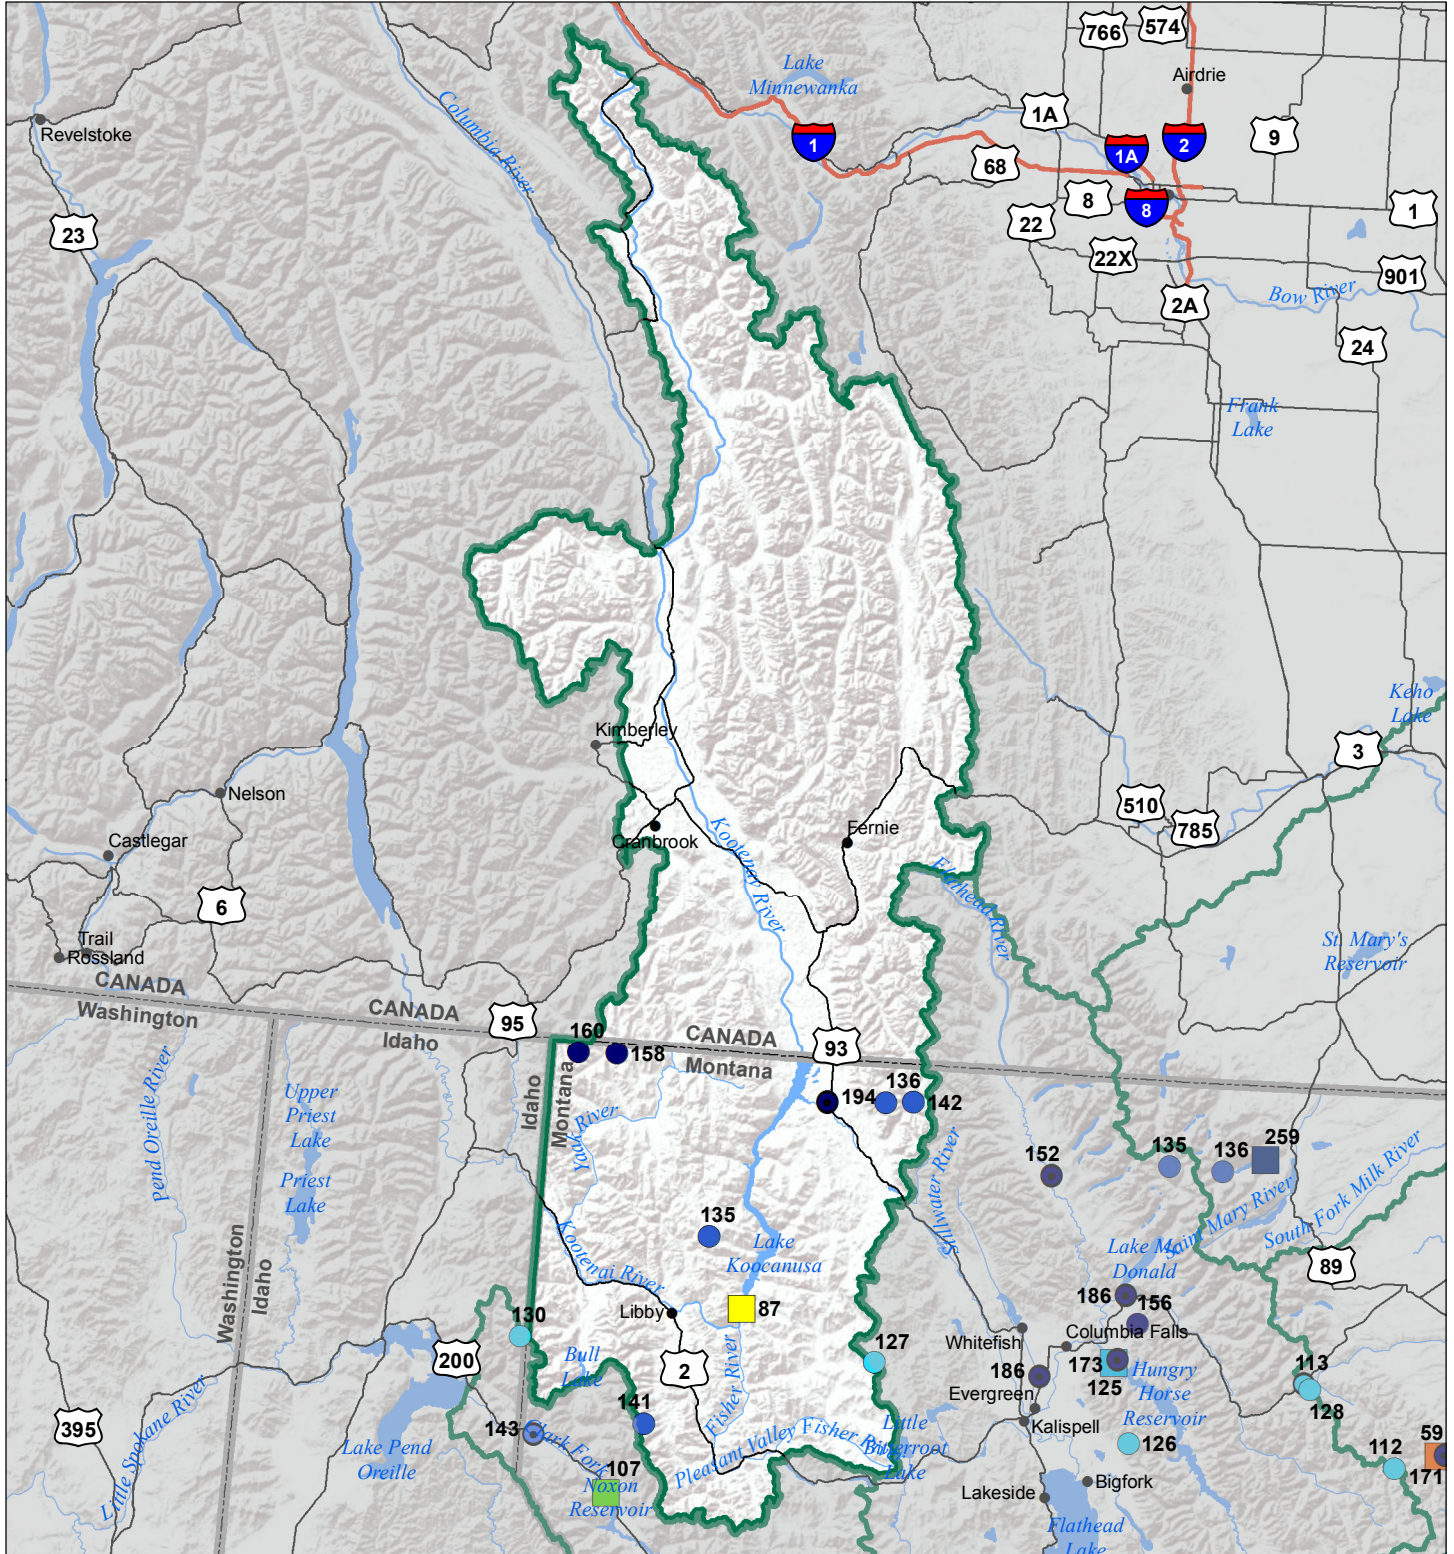 766
574
Airdrie
Lake
Minnewanka
Columbia River
1A
Revelstoke
1
68
1A
2
9
8
8
22
1
23
22X
901
2A
Bow River
24
Frank
Lake
Keho
Lake
Kimberley
3
Nelson
510
785
Castlegar
Cranbrook
Kootenay River
Fernie
Flathead River
6
Trail
Rossland
St. Mary's
Reservoir
CANADA
Washington
CANADA
Idaho
95
160
158
CANADA
Montana
93
Idaho
Montana
194
136
142
Pend Oreille River
Upper
Priest
Lake
Priest
Lake
Yaak River
Stillwater River
152
135
136
259
Saint Mary River
South Fork Milk River
Washington
Idaho
Kootenai River
135
Lake
Koocanusa
Lake Mc
Donald
89
186
156
130
Libby
87
127
Whitefish
Columbia Falls
200
Bull
Lake
2
Fisher River
173
125
Hungry
Horse
Reservoir
186
Evergreen
Kalispell
113
128
395
Little Spokane River
Lake Pend
Oreille
143
Clark Fork
141
107
Noxon
Reservoir
Pleasant Valley Fisher River
Little
Bitterroot
Lake
126
112
59
171
Bigfork
Lakeside
Flathead
Lake